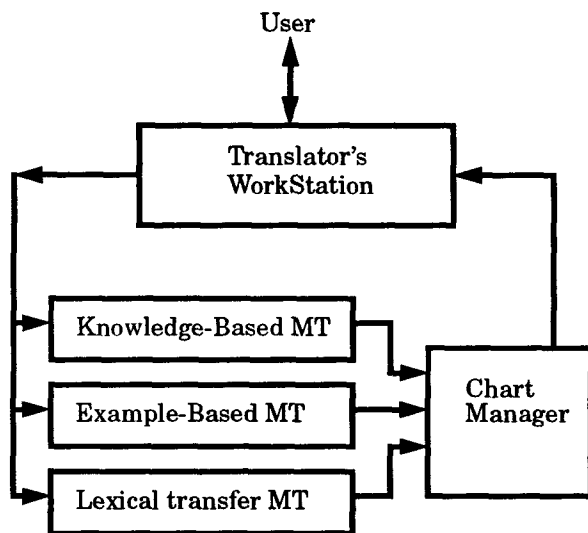 User
Translator's
WorkStation
Knowledge-Based MT
Example-Based MT
Lexical transfer MT
Chart
Manager